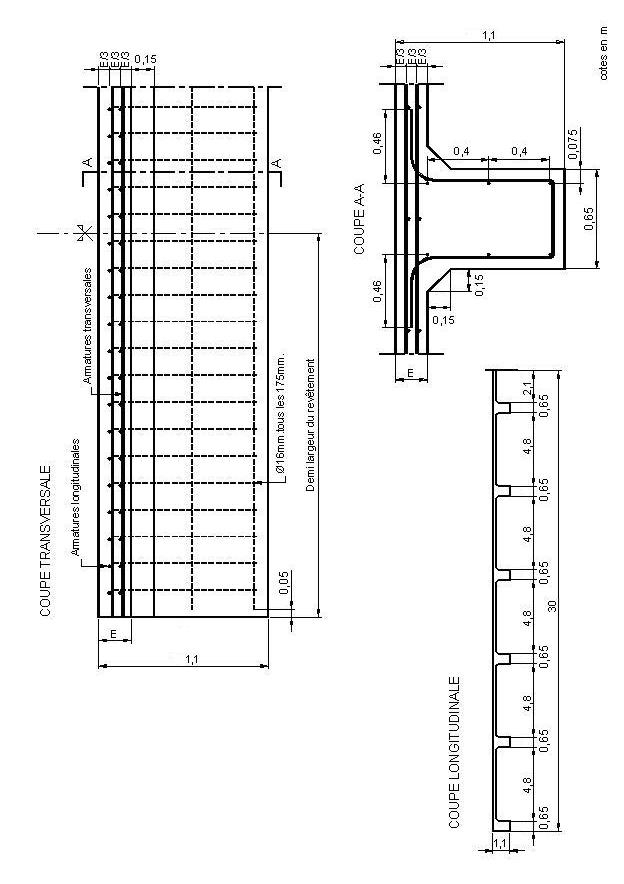 COUPE TRANSVERSALE
E/3
E/3
E/3
0,15
A
A
Armatures transversales
Armatures longitudinales
Ø16mm.tous les 175mm.
Demi largeur du revêtement
0,05
E
1,1
COUPE A-A
1,1
cotes en m
E/3
E/3
E/3
0,46
0,4
0,4
0,075
0,65
0,46
0,15
0,15
E
COUPE LONGITUDINALE
2,1
0,65
4,8
0,65
4,8
0,65
4,8
0,65
4,8
0,65
4,8
0,65
30
1,1